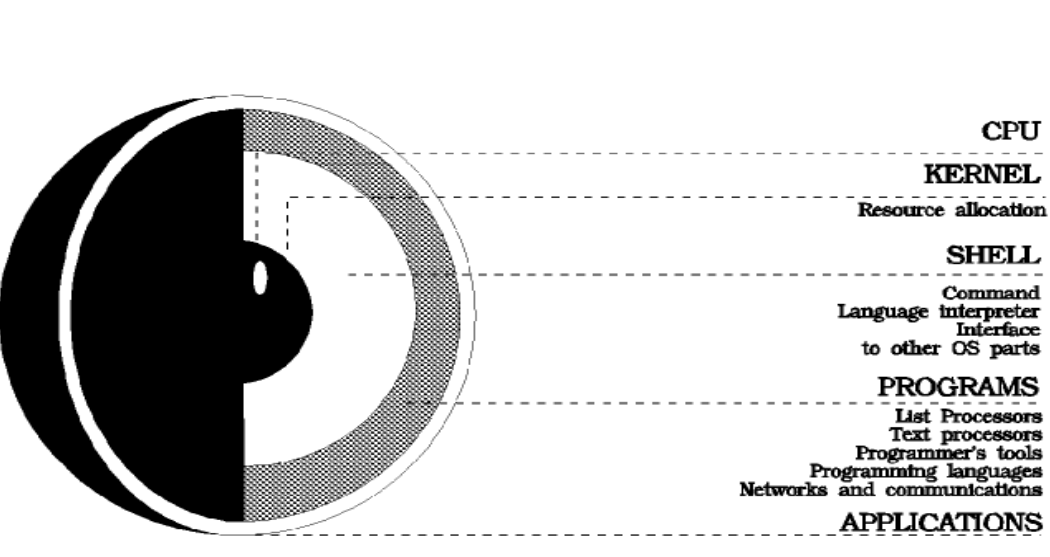 CPU
KERNEL
Resource allocation
SHELL
Command
Language interpreter
Interface
to other OS parts
PROGRAMS
List Processors
Text processors
Programmer's tools
Programming languages
Networks and communications
APPLICATIONS